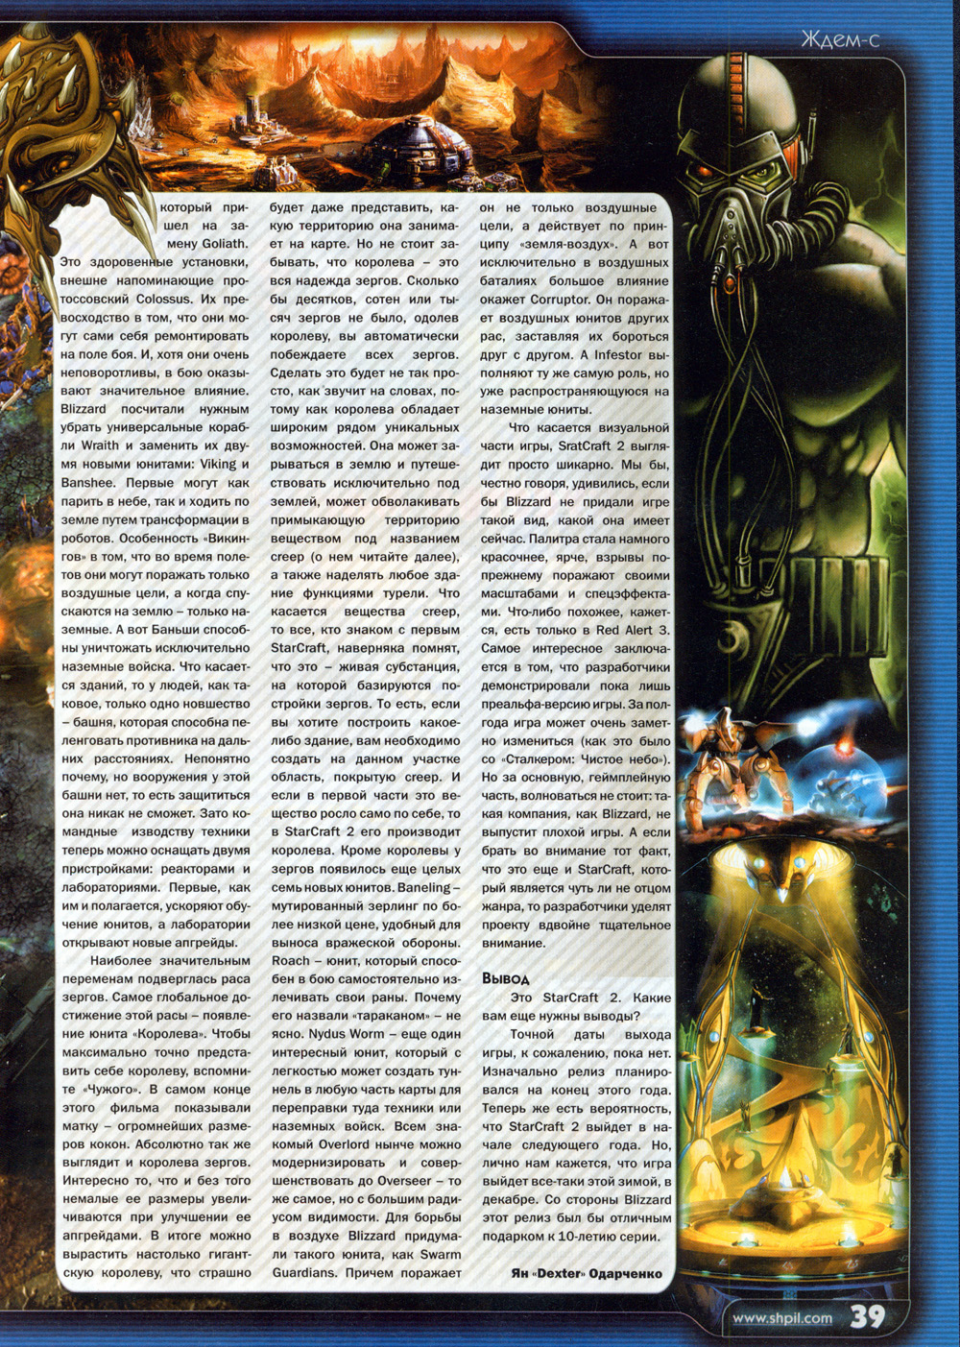 Ждем-с
который при-
шел на за-
мену Goliath.
Это здоровенные установки,
внешне напоминающие про-
тоссовский Colossus. Их пре-
восходство в том, что они мо-
гут сами себя ремонтировать
на поле боя. И, хотя они очень
неповоротливы, в бою оказы-
вают значительное влияние.
Blizzard посчитали нужным
убрать универсальные кораб-
ли Wraith и заменить их дву-
мя новыми юнитами: Viking и
Banshee. Первые могут как
парить в небе, так и ходить по
земле путем трансформации в
роботов. Особенность «Викин-
гов» в том, что во время поле-
тов они могут поражать только
воздушные цели, а когда спу-
скаются на землю – только на-
земные. А вот Баньши способ-
ны уничтожать исключительно
наземные войска. Что касает-
ся зданий, то у людей, как та-
ковое, только одно новшество
– башня, которая способна пе-
ленговать противника на даль-
них расстояниях. Непонятно
почему, но вооружения у этой
башни нет, то есть защититься
она никак не сможет. Зато ко-
мандные изводству техники
теперь можно оснащать двумя
пристройками: реакторами и
лабораториями. Первые, как
им и полагается, ускоряют обу-
чение юнитов, а лаборатории
открывают новые апгрейды.
Наиболее значительным
переменам подверглась раса
зергов. Самое глобальное до-
стижение этой расы – появле-
ние юнита «Королева». Чтобы
максимально точно предста-
вить себе королеву, вспомни-
те «Чужого». В самом конце
этого фильма показывали
матку – огромнейших разме-
ров кокон. Абсолютно так же
выглядит и королева зергов.
Интересно то, что и без того
немалые ее размеры увели-
чиваются при улучшении ее
апгрейдами. В итоге можно
вырастить настолько гигант-
скую королеву, что страшно
будет даже представить, ка-
кую территорию она занима-
ет на карте. Но не стоит за-
бывать, что королева – это
вся надежда зергов. Сколько
бы десятков, сотен или ты-
сяч зергов не было, одолев
королеву, вы автоматически
побеждаете всех зергов.
Сделать это будет не так про-
сто, как звучит на словах, по-
тому как королева обладает
широким рядом уникальных
возможностей. Она может за-
рываться в землю и путеше-
ствовать исключительно под
землей, может обволакивать
примыкающую территорию
веществом под названием
creep (о нем читайте далее),
а также наделять любое зда-
ние функциями турели. Что
касается вещества creep,
то все, кто знаком с первым
StarCraft, наверняка помнят,
что это – живая субстанция,
на которой базируются по-
стройки зергов. То есть, если
вы хотите построить какое-
либо здание, вам необходимо
создать на данном участке
область, покрытую creep. И
если в первой части это ве-
щество росло само по себе, то
в StarCraft 2 его производит
королева. Кроме королевы у
зергов появилось еще целых
семь новых юнитов. Baneling –
мутированный зерлинг по бо-
лее низкой цене, удобный для
выноса вражеской обороны.
Roach – юнит, который спосо-
бен в бою самостоятельно из-
лечивать свои раны. Почему
его назвали «тараканом» – не
ясно. Nydus Worm – еще один
интересный юнит, который с
легкостью может создать тун-
нель в любую часть карты для
переправки туда техники или
наземных войск. Всем зна-
комый Overlord нынче можно
модернизировать и совер-
шенствовать до Overseer – то
же самое, но с большим ради-
усом видимости. Для борьбы
в воздухе Blizzard придума-
ли такого юнита, как Swarm
Guardians. Причем поражает
он не только воздушные
цели, а действует по прин-
ципу «земля-воздух». А вот
исключительно в воздушных
баталиях большое влияние
окажет Corruptor. Он поража-
ет воздушных юнитов других
рас, заставляя их бороться
друг с другом. А Infestor вы-
полняют ту же самую роль, но
уже распространяющуюся на
наземные юниты.
Что касается визуальной
части игры, SratCraft 2 выгля-
дит просто шикарно. Мы бы,
честно говоря, удивились, если
бы Blizzard не придали игре
такой вид, какой она имеет
сейчас. Палитра стала намного
красочнее, ярче, взрывы по-
прежнему поражают своими
масштабами и спецэффекта-
ми. Что-либо похожее, кажет-
ся, есть только в Red Alert 3.
Самое интересное заключа-
ется в том, что разработчики
демонстрировали пока лишь
преальфа-версию игры. За пол-
года игра может очень замет-
но измениться (как это было
со «Сталкером: Чистое небо»).
Но за основную, геймплейную
часть, волноваться не стоит: та-
кая компания, как Blizzard, не
выпустит плохой игры. А если
брать во внимание тот факт,
что это еще и StarCraft, кото-
рый является чуть ли не отцом
жанра, то разработчики уделят
проекту вдвойне тщательное
внимание.
Вывод
Это StarCraft 2. Какие
вам еще нужны выводы?
Точной даты выхода
игры, к сожалению, пока нет.
Изначально релиз планиро-
вался на конец этого года.
Теперь же есть вероятность,
что StarCraft 2 выйдет в на-
чале следующего года. Но,
лично нам кажется, что игра
выйдет все-таки этой зимой, в
декабре. Со стороны Blizzard
этот релиз был бы отличным
подарком к 10-летию серии.
Ян «Dexter» Одарченко
www.shpil.com 39